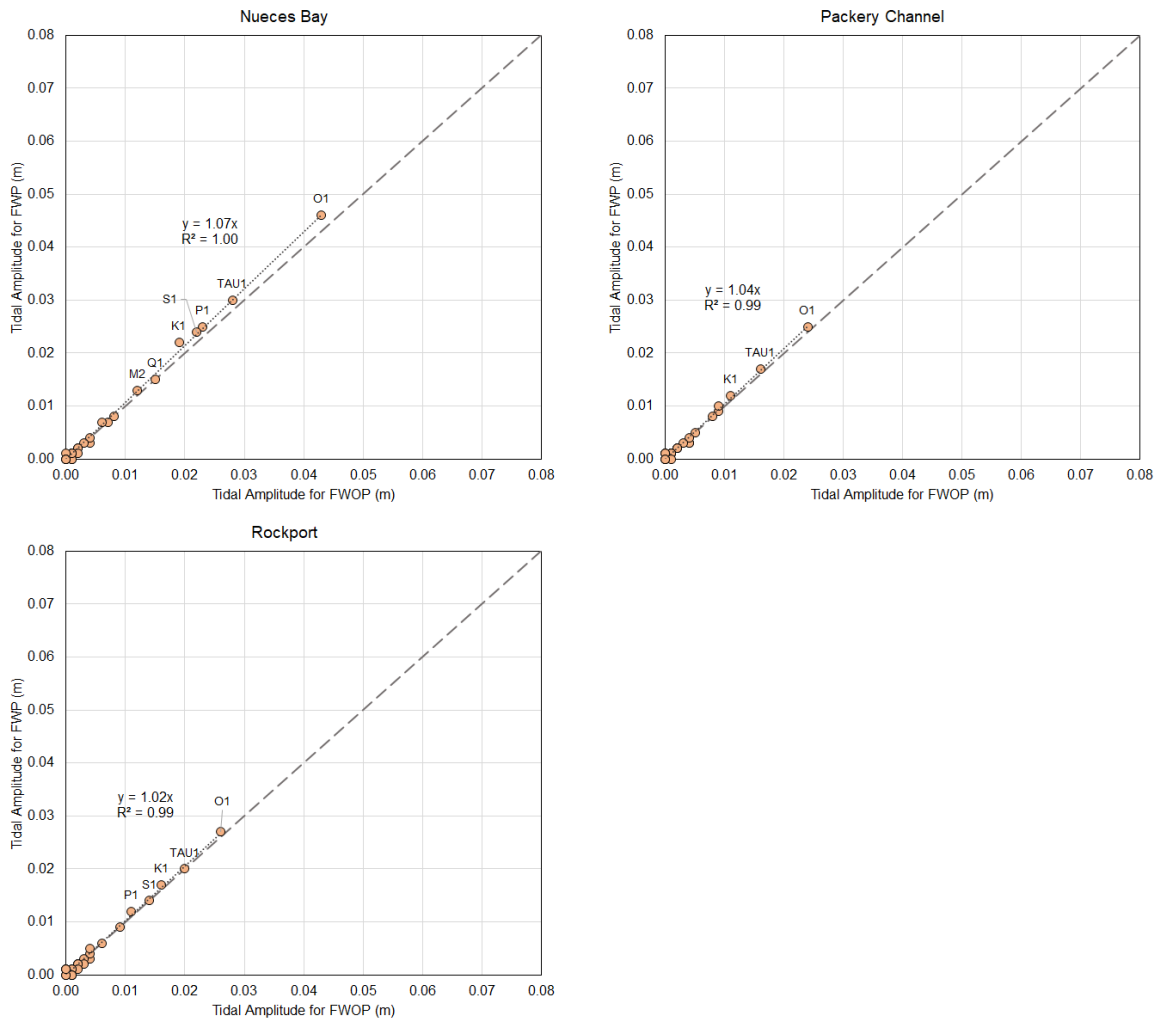 Nueces Bay
0.08
0.07
0.06
0.05
0.04
0.03
0.02
0.01
0.00
Tidal Amplitude for FWP (m)
O1
y = 1.07x
R² = 1.00
TAU1
S1
P1
K1
Q1
M2
0.00 0.01 0.02 0.03 0.04 0.05 0.06 0.07 0.08
Tidal Amplitude for FWOP (m)
Packery Channel
0.08
0.07
0.06
0.05
0.04
0.03
0.02
0.01
0.00
Tidal Amplitude for FWP (m)
y = 1.04x
R² = 0.99
O1
TAU1
K1
0.00 0.01 0.02 0.03 0.04 0.05 0.06 0.07 0.08
Tidal Amplitude for FWOP (m)
Rockport
0.08
0.07
0.06
0.05
0.04
0.03
0.02
0.01
0.00
Tidal Amplitude for FWP (m)
y = 1.02x
R² = 0.99
O1
TAU1
K1
S1
P1
0.00 0.01 0.02 0.03 0.04 0.05 0.06 0.07 0.08
Tidal Amplitude for FWOP (m)